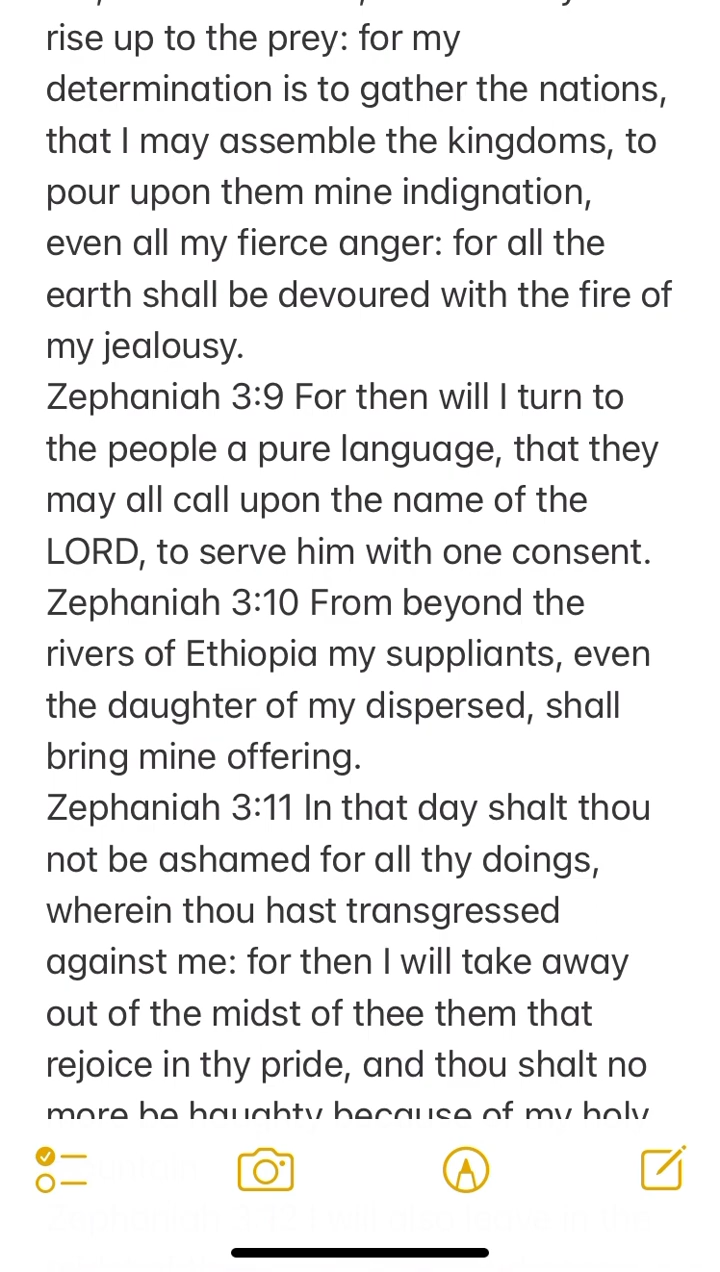 rise up to the prey: for my
determination is to gather the nations,
that I may assemble the kingdoms, to
pour upon them mine indignation,
even all my fierce anger: for all the
earth shall be devoured with the fire of
my jealousy.
Zephaniah 3:9 For then will I turn to
the people a pure language, that they
may all call upon the name of the
LORD, to serve him with one consent.
Zephaniah 3:10 From beyond the
rivers of Ethiopia my suppliants, even
the daughter of my dispersed, shall
bring mine offering.
Zephaniah 3:11 In that day shalt thou
not be ashamed for all thy doings,
wherein thou hast transgressed
against me: for then I will take away
out of the midst of thee them that
rejoice in thy pride, and thou shalt no
more be haughty because of my holy